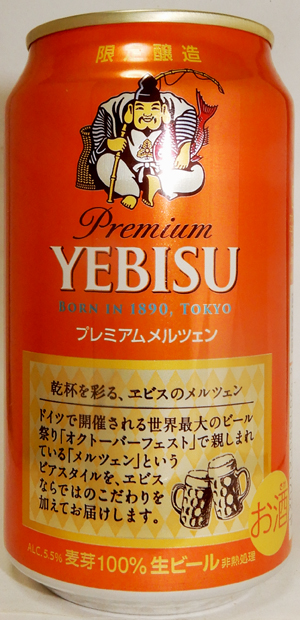 限定醸造
Premium
YEBISU
BORN IN 1890, TOKYO
プレミアムメルツェン
乾杯を彩る、ヱビスのメルツェン
ドイツで開催される世界最大のビール
祭り「オクトーバーフェスト」で親しまれ
ている「メルツェン」という
ビアスタイルを、ヱビス
ならではのこだわりを
加えてお届けします。
お酒
ALC.5.5% 麦芽100% 生ビール 非熱処理